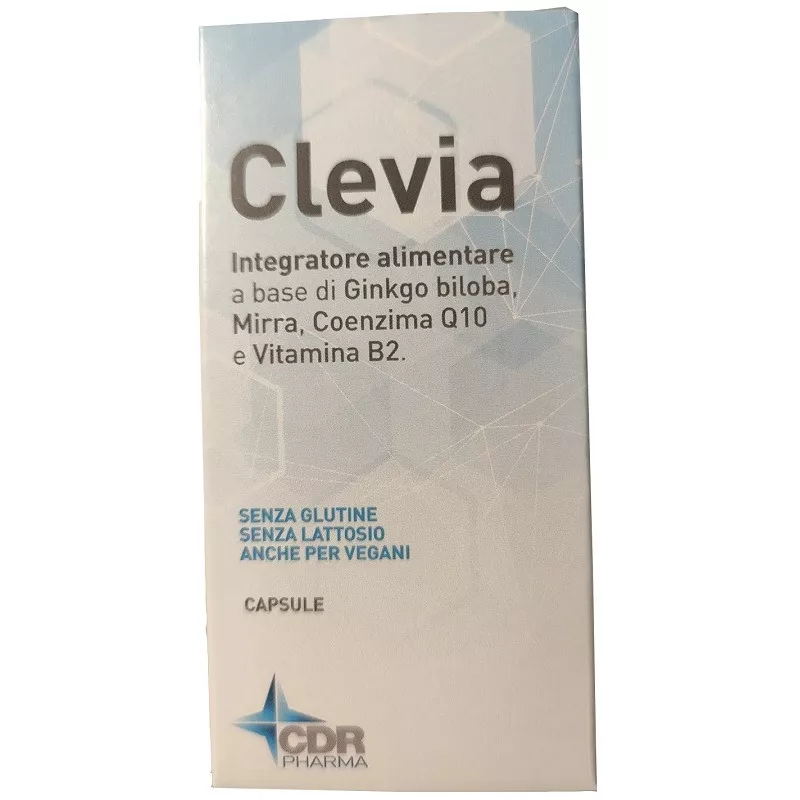 Clevia
Integratore alimentare
a base di Ginkgo biloba,
Mirra, Coenzima Q10
e Vitamina B2.
SENZA GLUTINE
SENZA LATTOSIO
ANCHE PER VEGANI
CAPSULE
CDR
PHARMA